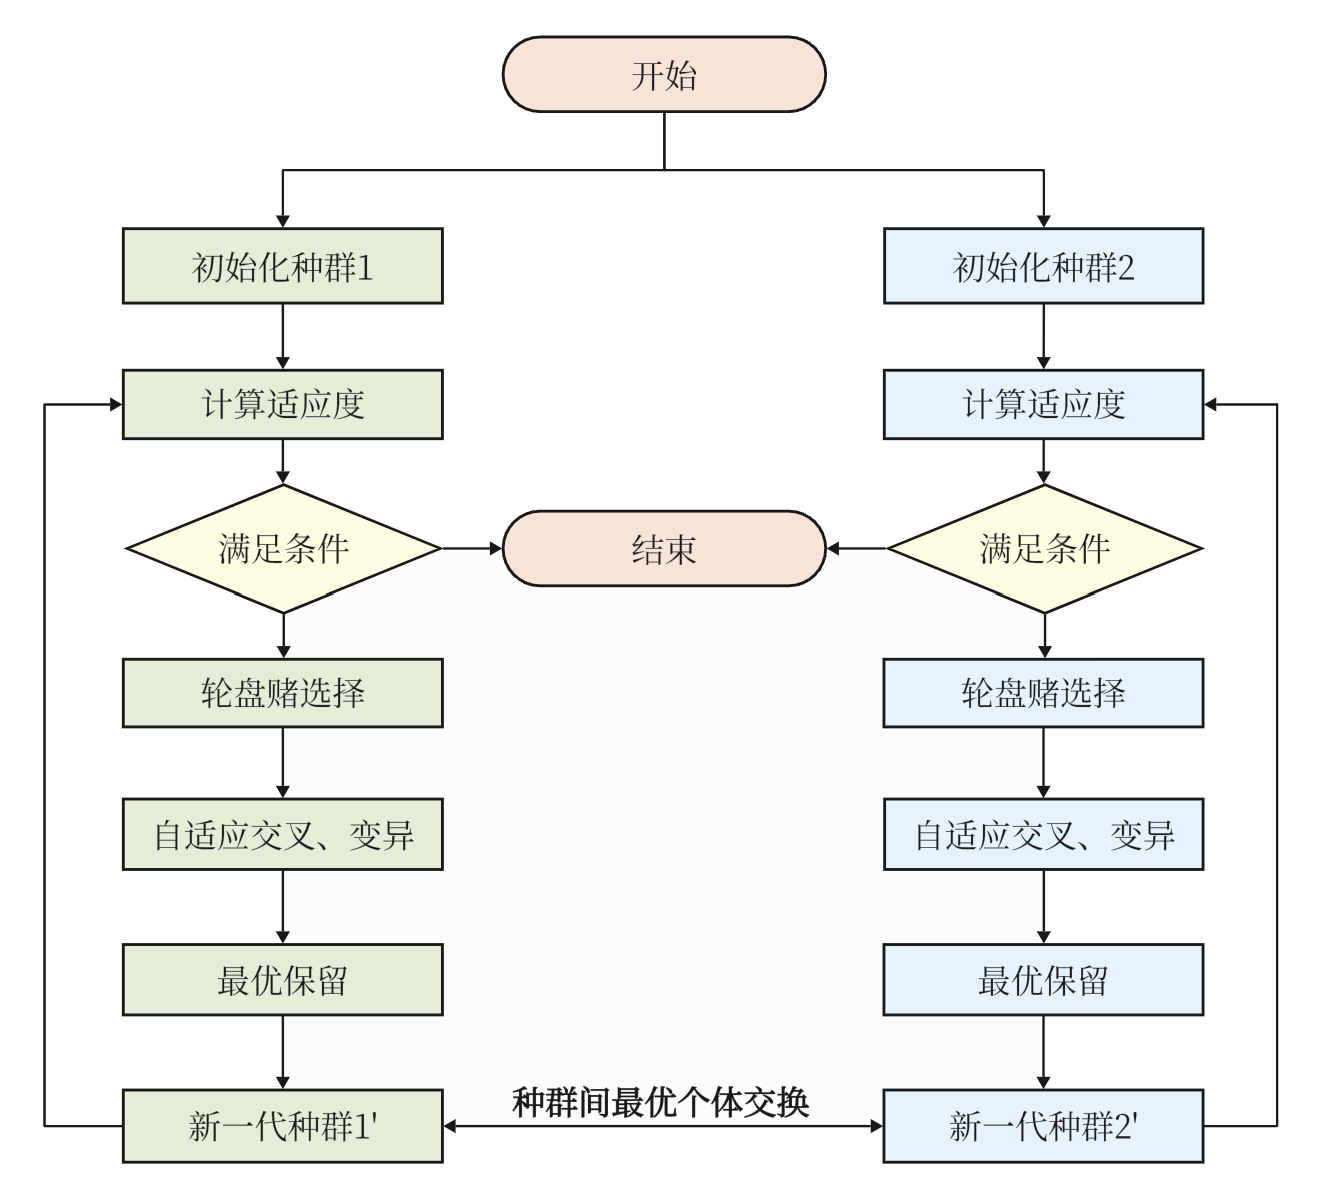 开始
初始化种群1
初始化种群2
计算适应度
计算适应度
满足条件
结束
满足条件
轮盘赌选择
轮盘赌选择
自适应交叉、变异
自适应交叉、变异
最优保留
最优保留
种群间最优个体交换
新一代种群1'
新一代种群2'